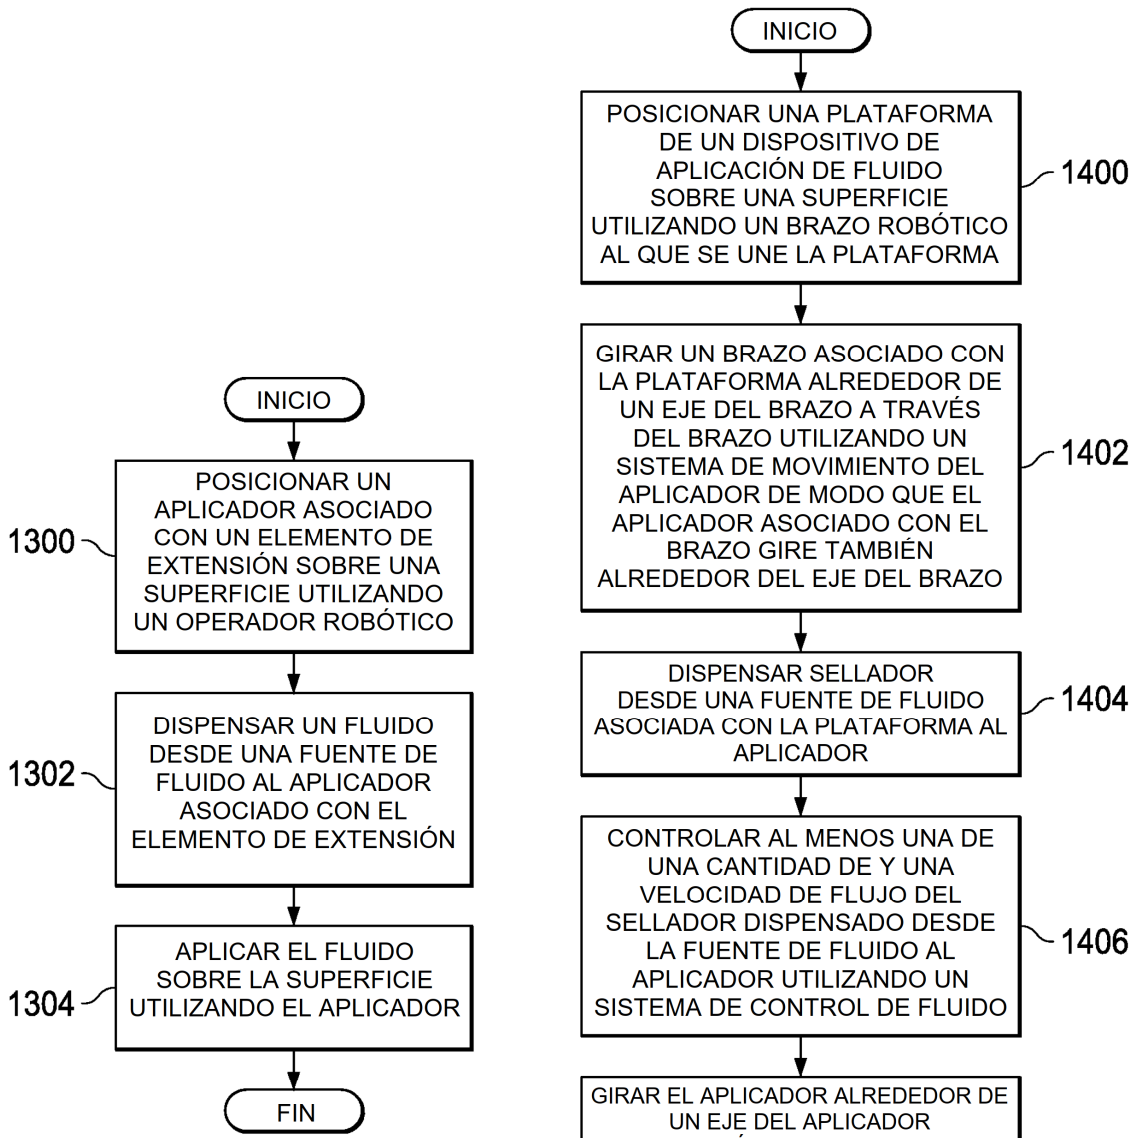 INICIO
POSICIONAR UN
APLICADOR ASOCIADO
CON UN ELEMENTO DE
EXTENSIÓN SOBRE UNA
SUPERFICIE UTILIZANDO
UN OPERADOR ROBÓTICO
1300
DISPENSAR UN FLUIDO
DESDE UNA FUENTE DE
FLUIDO AL APLICADOR
ASOCIADO CON EL
ELEMENTO DE EXTENSIÓN
1302
APLICAR EL FLUIDO
SOBRE LA SUPERFICIE
UTILIZANDO EL APLICADOR
1304
FIN
INICIO
POSICIONAR UNA PLATAFORMA
DE UN DISPOSITIVO DE
APLICACIÓN DE FLUIDO
SOBRE UNA SUPERFICIE
UTILIZANDO UN BRAZO ROBÓTICO
AL QUE SE UNE LA PLATAFORMA
1400
GIRAR UN BRAZO ASOCIADO CON
LA PLATAFORMA ALREDEDOR DE
UN EJE DEL BRAZO A TRAVÉS
DEL BRAZO UTILIZANDO UN
SISTEMA DE MOVIMIENTO DEL
APLICADOR DE MODO QUE EL
APLICADOR ASOCIADO CON EL
BRAZO GIRE TAMBIÉN
ALREDEDOR DEL EJE DEL BRAZO
1402
DISPENSAR SELLADOR
DESDE UNA FUENTE DE FLUIDO
ASOCIADA CON LA PLATAFORMA AL
APLICADOR
1404
CONTROLAR AL MENOS UNA DE
UNA CANTIDAD DE Y UNA
VELOCIDAD DE FLUJO DEL
SELLADOR DISPENSADO DESDE
LA FUENTE DE FLUIDO AL
APLICADOR UTILIZANDO UN
SISTEMA DE CONTROL DE FLUIDO
1406
GIRAR EL APLICADOR ALREDEDOR DE
UN EJE DEL APLICADOR